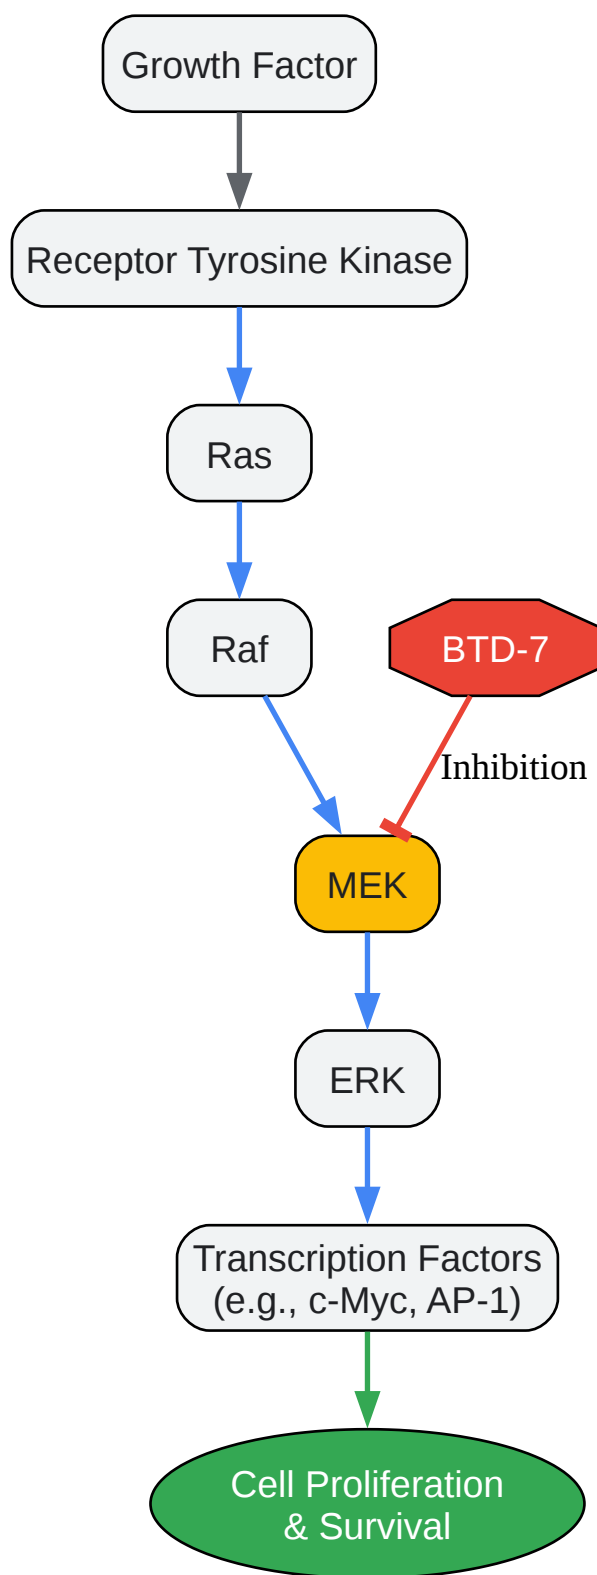 Growth Factor
Receptor Tyrosine Kinase
Ras
Raf
BTD-7
Inhibition
MEK
ERK
Transcription Factors
(e.g., c-Myc, AP-1)
Cell Proliferation
& Survival